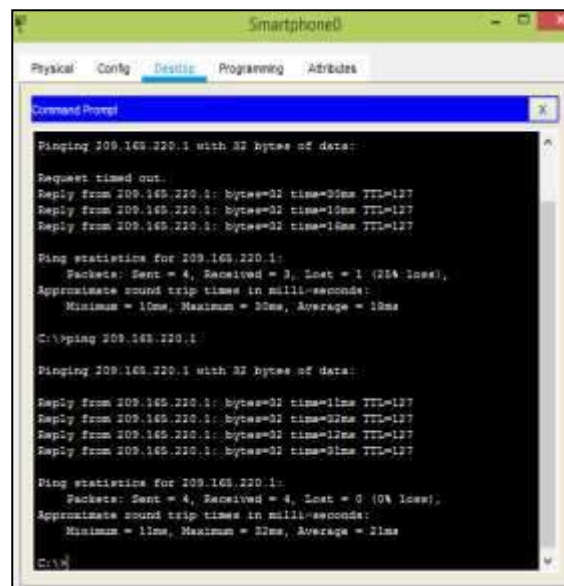 Smartphone0
Physical Config Desktop Programming Attributes
Command Prompt X
Pinging 209.165.220.1 with 32 bytes of data:
Request timed out.
Reply from 209.165.220.1: bytes=32 time=30ms TTL=127
Reply from 209.165.220.1: bytes=32 time=10ms TTL=127
Reply from 209.165.220.1: bytes=32 time=16ms TTL=127
Ping statistics for 209.165.220.1:
Packets: Sent = 4, Received = 3, Lost = 1 (25% loss),
Approximate round trip times in milli-seconds:
Minimum = 10ms, Maximum = 30ms, Average = 18ms
C:\>ping 209.165.220.1
Pinging 209.165.220.1 with 32 bytes of data:
Reply from 209.165.220.1: bytes=32 time=11ms TTL=127
Reply from 209.165.220.1: bytes=32 time=32ms TTL=127
Reply from 209.165.220.1: bytes=32 time=12ms TTL=127
Reply from 209.165.220.1: bytes=32 time=31ms TTL=127
Ping statistics for 209.165.220.1:
Packets: Sent = 4, Received = 4, Lost = 0 (0% loss),
Approximate round trip times in milli-seconds:
Minimum = 11ms, Maximum = 32ms, Average = 21ms
C:\>